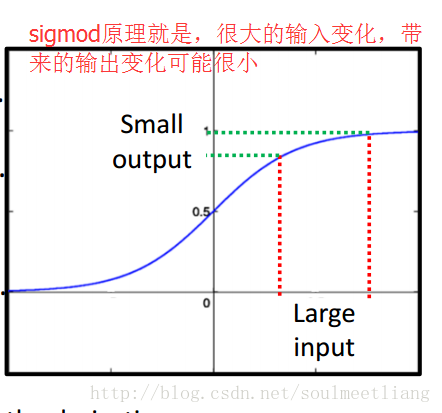 sigmod原理就是，很大的输入变化，带
来的输出变化可能很小
Small
output
1
0.5
0
Large
input
http://blog.csdn.net/soulmeetliang